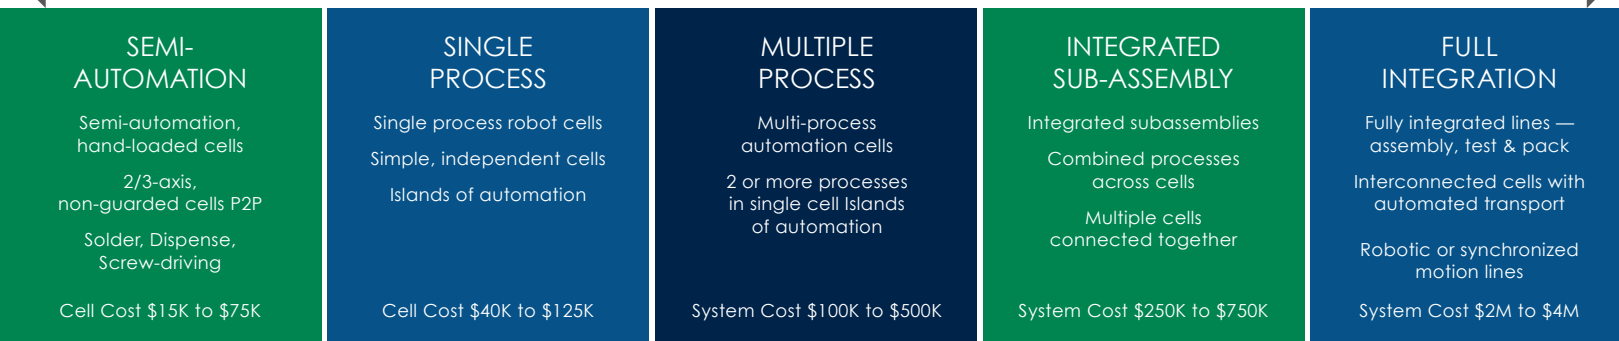 SEMI-
AUTOMATION
Semi-automation,
hand-loaded cells
2/3-axis,
non-guarded cells P2P
Solder, Dispense,
Screw-driving
Cell Cost $15K to $75K
SINGLE
PROCESS
Single process robot cells
Simple, independent cells
Islands of automation
Cell Cost $40K to $125K
MULTIPLE
PROCESS
Multi-process
automation cells
2 or more processes
in single cell Islands
of automation
System Cost $100K to $500K
INTEGRATED
SUB-ASSEMBLY
Integrated subassemblies
Combined processes
across cells
Multiple cells
connected together
System Cost $250K to $750K
FULL
INTEGRATION
Fully integrated lines —
assembly, test & pack
Interconnected cells with
automated transport
Robotic or synchronized
motion lines
System Cost $2M to $4M